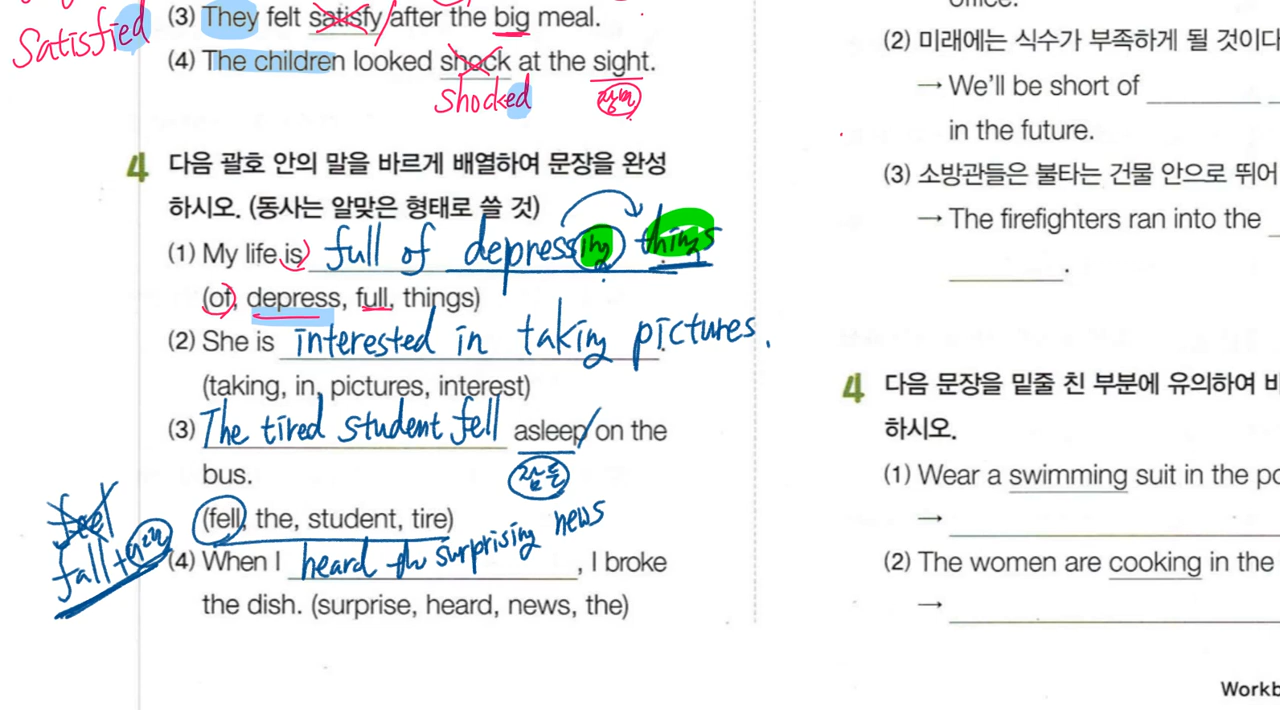 (3) They felt satisfy after the big meal.
Satisfied
(4) The children looked shock at the sight.
Shocked
4 다음 괄호 안의 말을 바르게 배열하여 문장을 완성
하시오. (동사는 알맞은 형태로 쓸 것)
(1) My life is full of depressing things
(of, depress, full, things)
(2) She is interested in taking pictures.
(taking, in, pictures, interest)
(3) The tired student fell asleep on the
잠든
bus.
(fell, the, student, tire)
feel
fall +
(4) When I heard the surprising news, I broke
the dish. (surprise, heard, news, the)
office.
(2) 미래에는 식수가 부족하게 될 것이다
→ We'll be short of
in the future.
(3) 소방관들은 불타는 건물 안으로 뛰어
→ The firefighters ran into the
.
4 다음 문장을 밑줄 친 부분에 유의하여
하시오.
(1) Wear a swimming suit in the
→
(2) The women are cooking in the
→